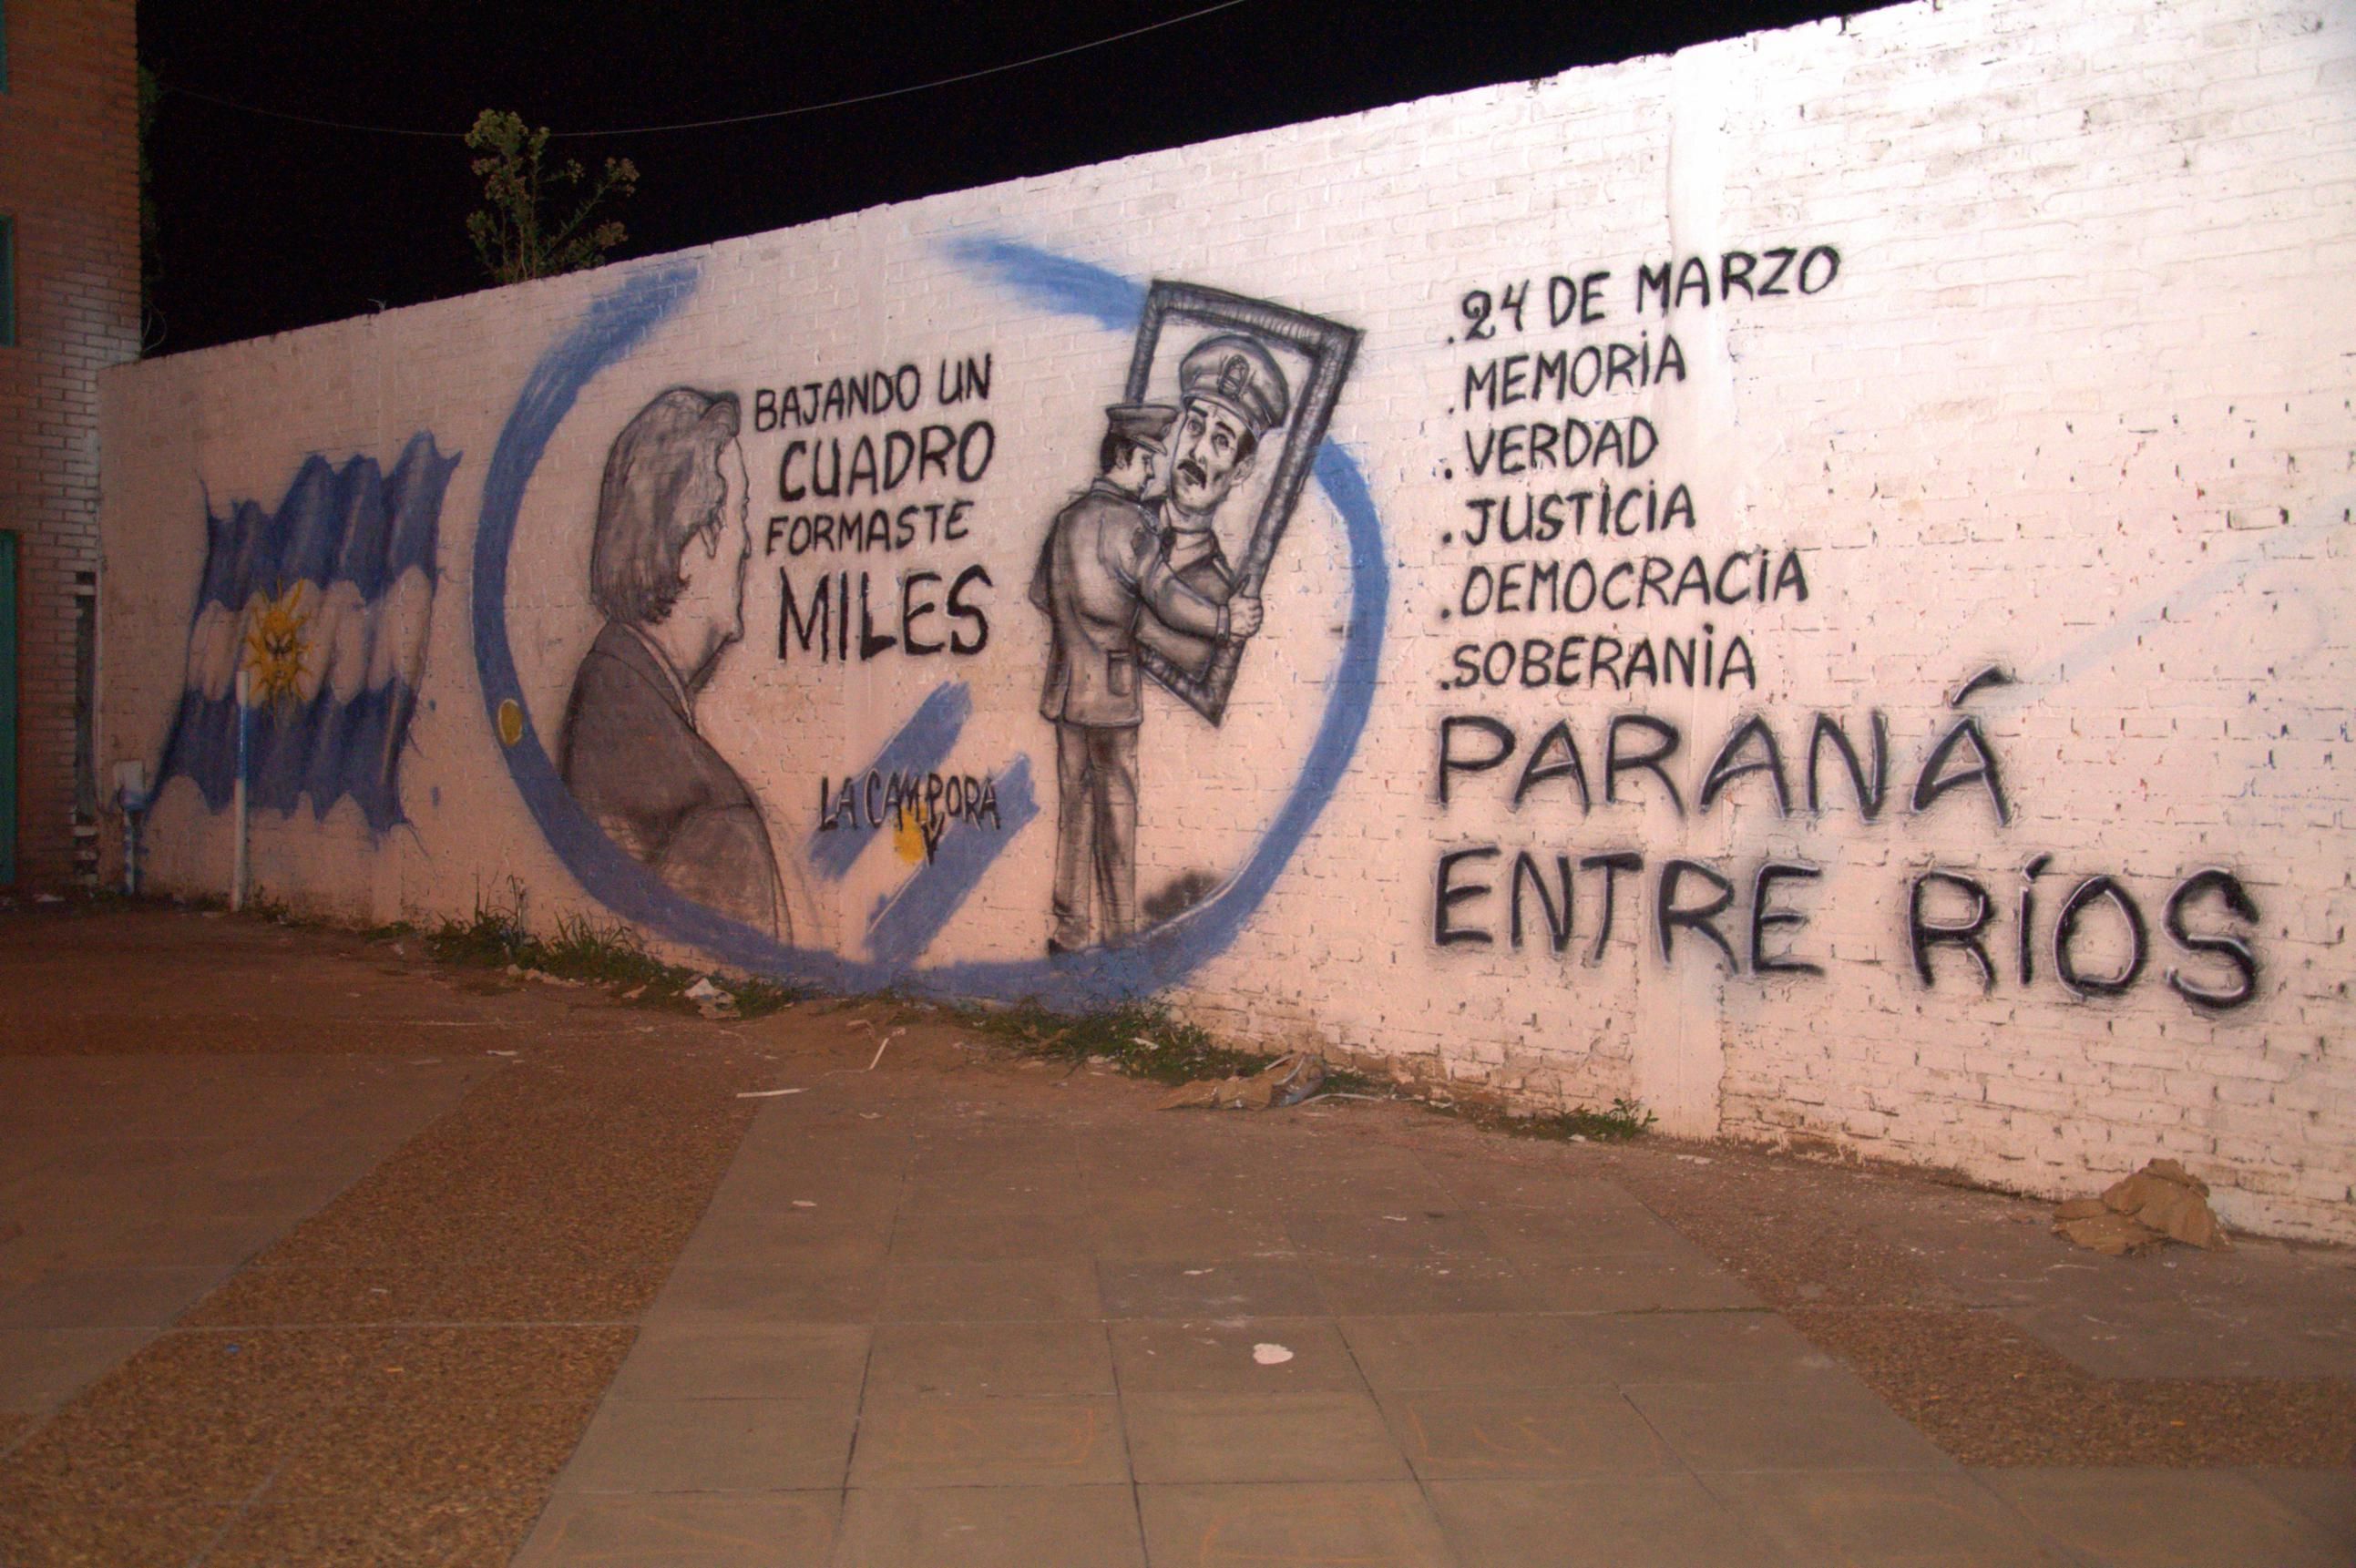 BAJANDO UN
CUADRO
FORMASTE
MILES
LA CAMPORA
.24 DE MARZO
.MEMORIA
.VERDAD
.JUSTICIA
.DEMOCRACIA
.SOBERANIA
PARANÁ
ENTRE RÍOS